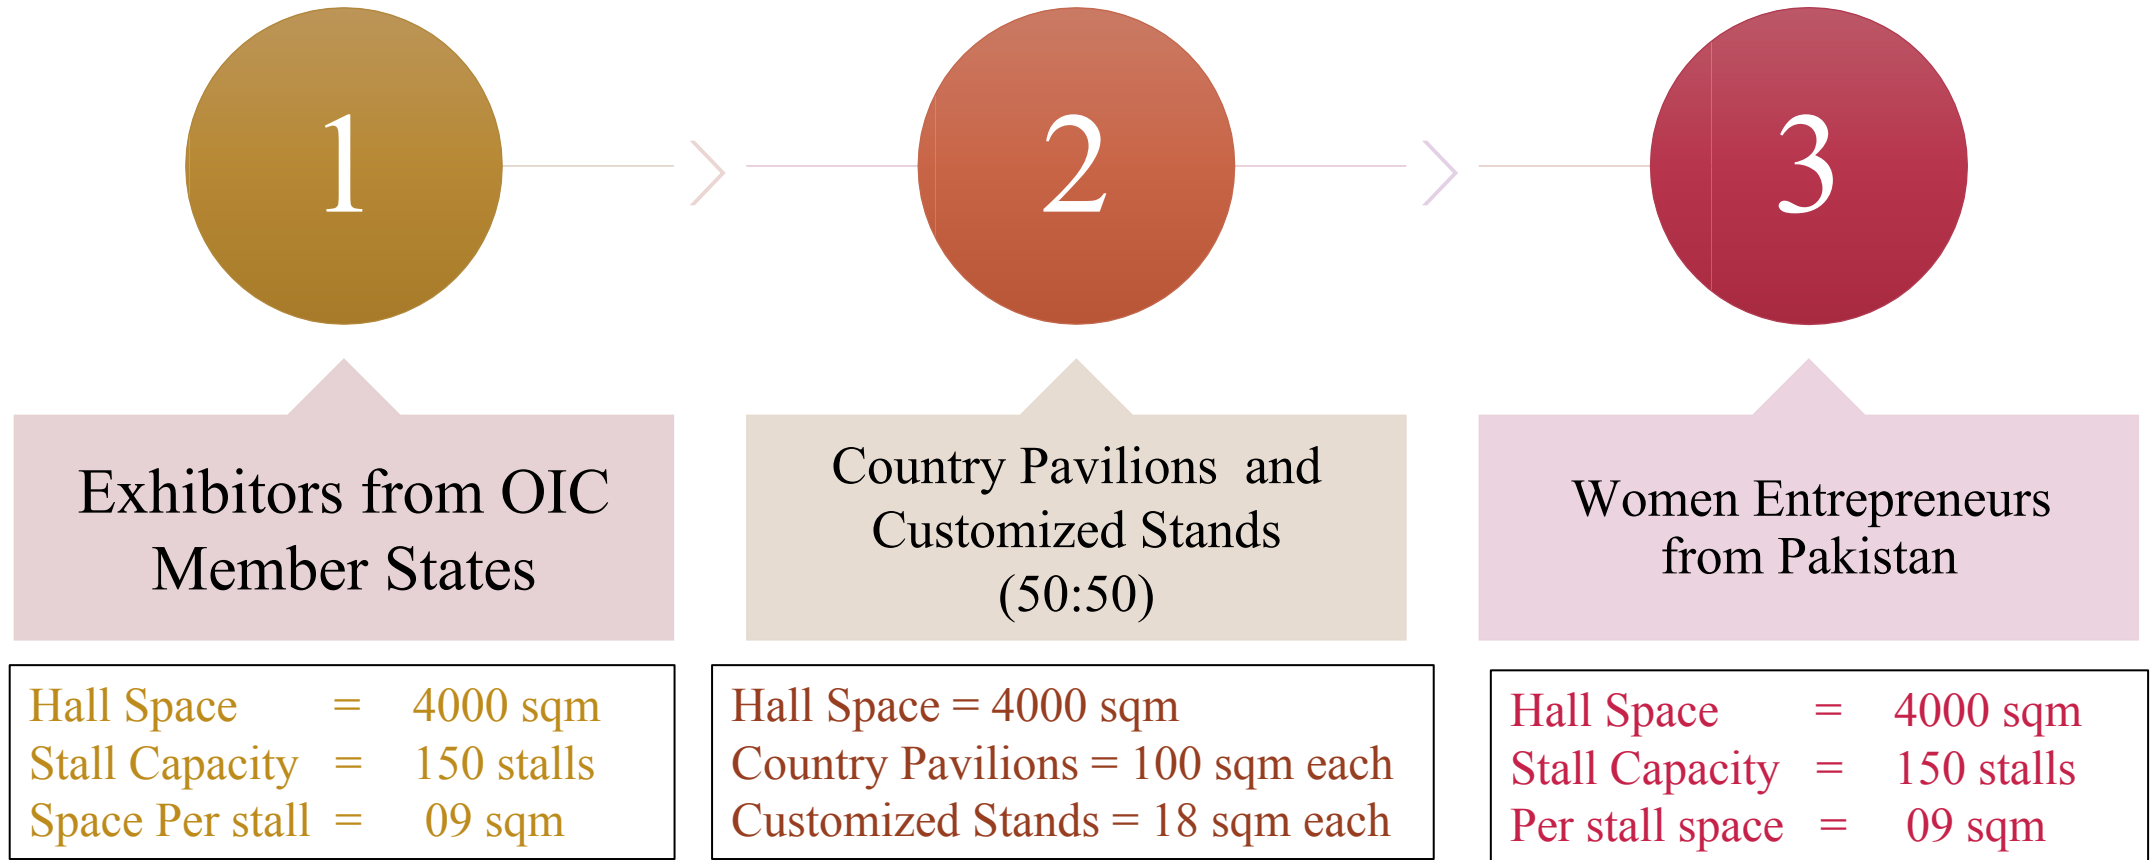 1
2
3
Exhibitors from OIC
Member States
Country Pavilions and
Customized Stands
(50:50)
Women Entrepreneurs
from Pakistan
Hall Space = 4000 sqm
Stall Capacity = 150 stalls
Space Per stall = 09 sqm
Hall Space = 4000 sqm
Country Pavilions = 100 sqm each
Customized Stands = 18 sqm each
Hall Space = 4000 sqm
Stall Capacity = 150 stalls
Per stall space = 09 sqm